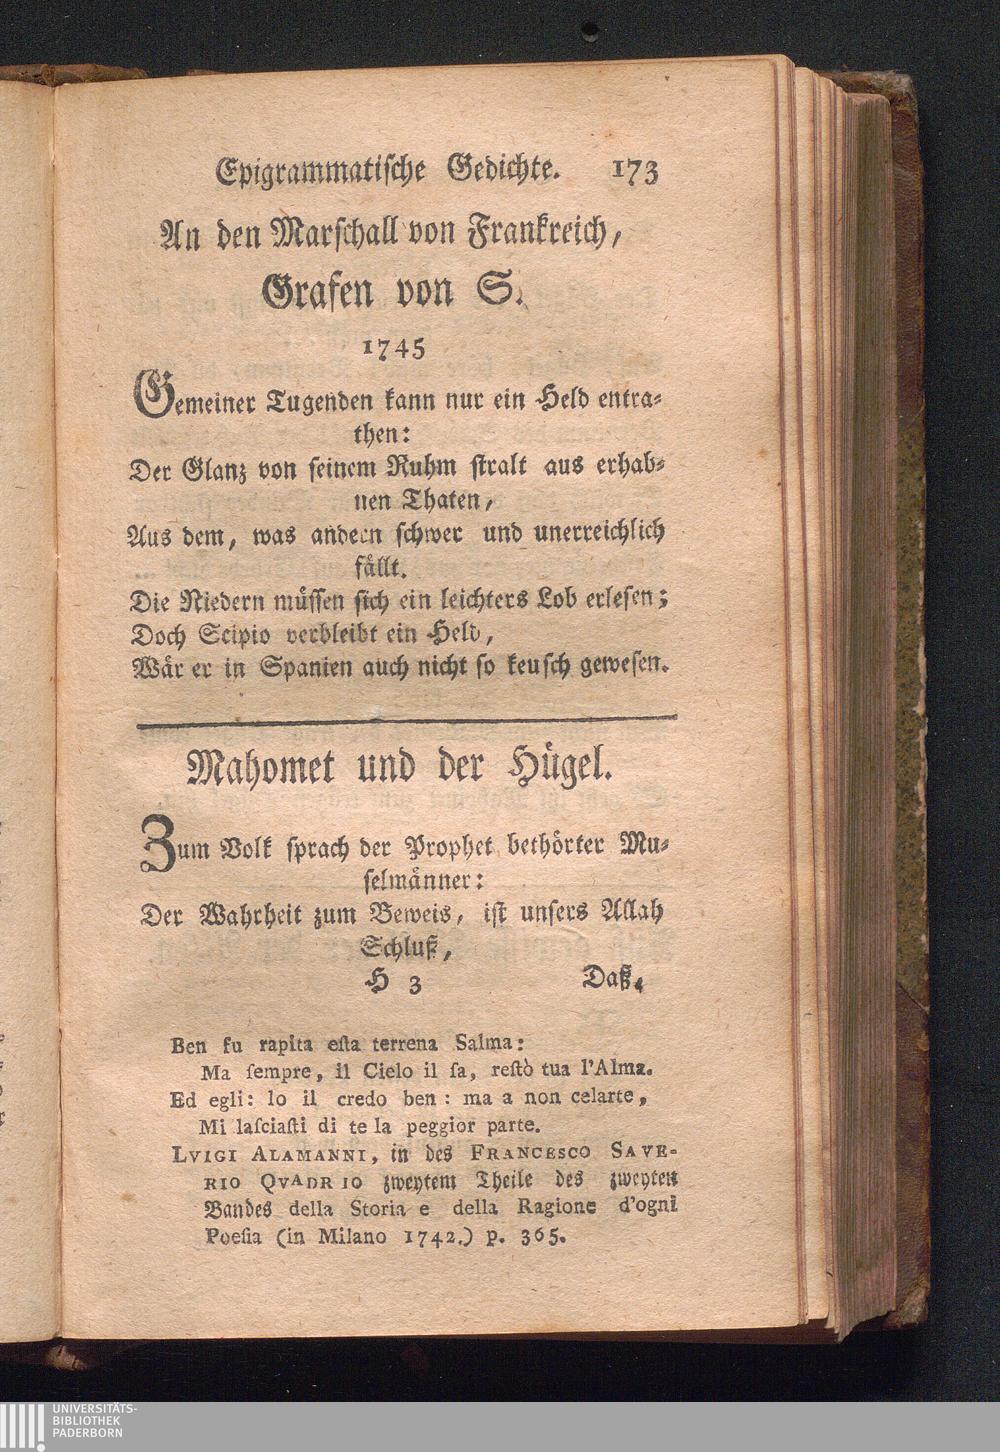 Epigrammatische Gedichte. 173
An den Marschall von Frankreich,
Grafen von S.
1745
Gemeiner Tugenden kann nur ein Held entra-
then:
Der Glanz von seinem Ruhm stralt aus erhab-
nen Thaten,
Aus dem, was andern schwer und unerreichlich
fällt.
Die Niedern müssen sich ein leichters Lob erlesen;
Doch Scipio verbleibt ein Held,
Wär er in Spanien auch nicht so keusch gewesen.
Mahomet und der Hügel.
Zum Volk sprach der Prophet bethörter Mu-
selmänner:
Der Wahrheit zum Beweis, ist unsers Allah
Schluß,
H 3 Daß,
Ben fu rapita esta terrena Salma:
Ma sempre, il Cielo il sa, restò tua l'Alma.
Ed egli: Io il credo ben: ma a non celarte,
Mi lasciasti di te la peggior parte.
LVIGI ALAMANNI, in des FRANCESCO SAVE-
RIO QVADRIO zweytem Theile des zweyten
Bandes della Storia e della Ragione d'ogni
Poesia (in Milano 1742.) p. 365.
UNIVERSITÄTS-
BIBLIOTHEK
PADERBORN